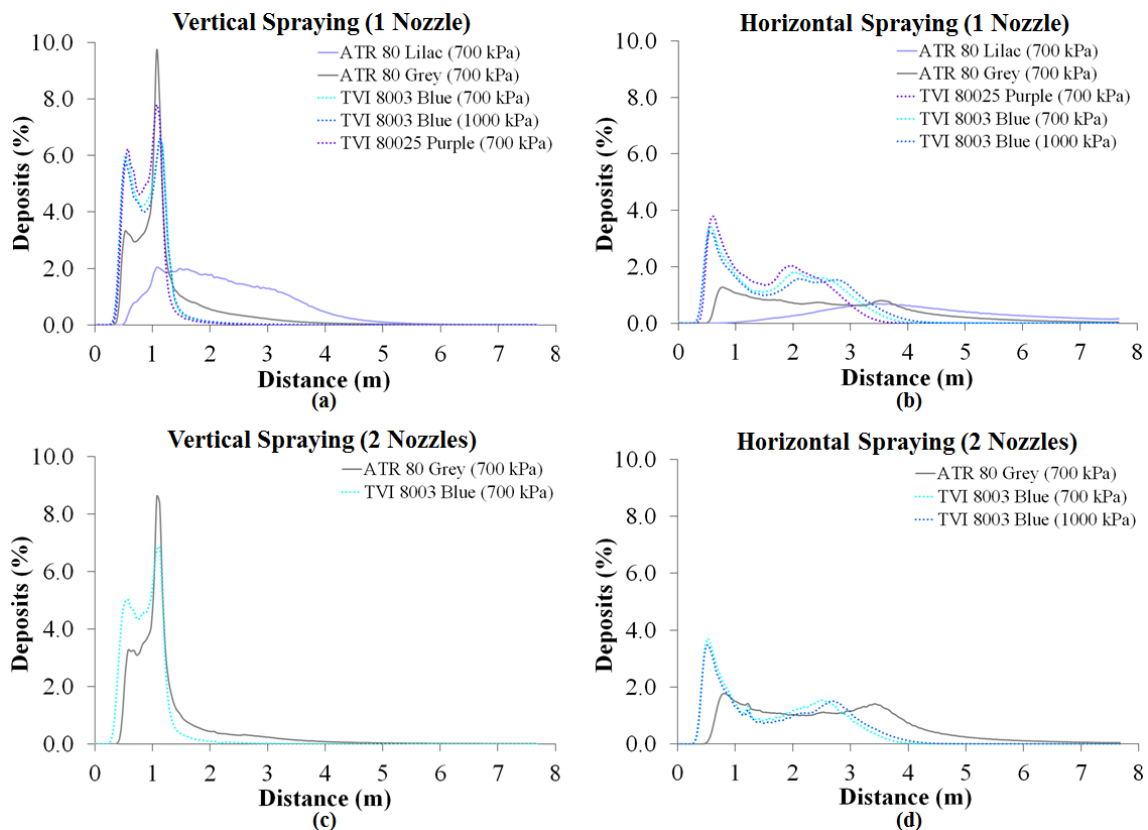 Vertical Spraying (1 Nozzle)
10.0
8.0
6.0
4.0
2.0
0.0
Deposits (%)
ATR 80 Lilac (700 kPa)
ATR 80 Grey (700 kPa)
TVI 8003 Blue (700 kPa)
TVI 8003 Blue (1000 kPa)
TVI 80025 Purple (700 kPa)
0 1 2 3 4 5 6 7 8
Distance (m)
(a)
Horizontal Spraying (1 Nozzle)
10.0
8.0
6.0
4.0
2.0
0.0
Deposits (%)
ATR 80 Lilac (700 kPa)
ATR 80 Grey (700 kPa)
TVI 80025 Purple (700 kPa)
TVI 8003 Blue (700 kPa)
TVI 8003 Blue (1000 kPa)
0 1 2 3 4 5 6 7 8
Distance (m)
(b)
Vertical Spraying (2 Nozzles)
10.0
8.0
6.0
4.0
2.0
0.0
Deposits (%)
ATR 80 Grey (700 kPa)
TVI 8003 Blue (700 kPa)
0 1 2 3 4 5 6 7 8
Distance (m)
(c)
Horizontal Spraying (2 Nozzles)
10.0
8.0
6.0
4.0
2.0
0.0
Deposits (%)
ATR 80 Grey (700 kPa)
TVI 8003 Blue (700 kPa)
TVI 8003 Blue (1000 kPa)
0 1 2 3 4 5 6 7 8
Distance (m)
(d)